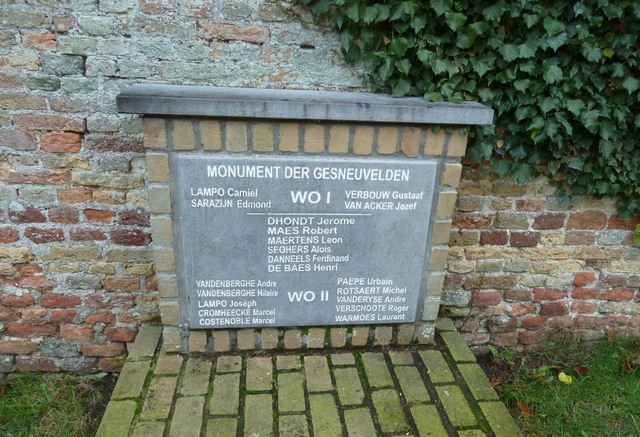 MONUMENT DER GESNEUVELDEN
LAMPO Camiel
SARAZIJN Edmond
WO I
VERBOUW Gustaaf
VAN ACKER Jozef
DHONDT Jerome
MAES Robert
MAERTENS Leon
SEGHERS Alois
DANNEELS Ferdinand
DE BAES Henri
VANDENBERGHE Andre
VANDENBERGHE Hilaire
LAMPO Joseph
CROMHEECKE Marcel
COSTENOBLE Marcel
WO II
PAEPE Urbain
ROTSAERT Michel
VANDERYSE Andre
VERSCHOOTE Roger
WARMOES Laurent